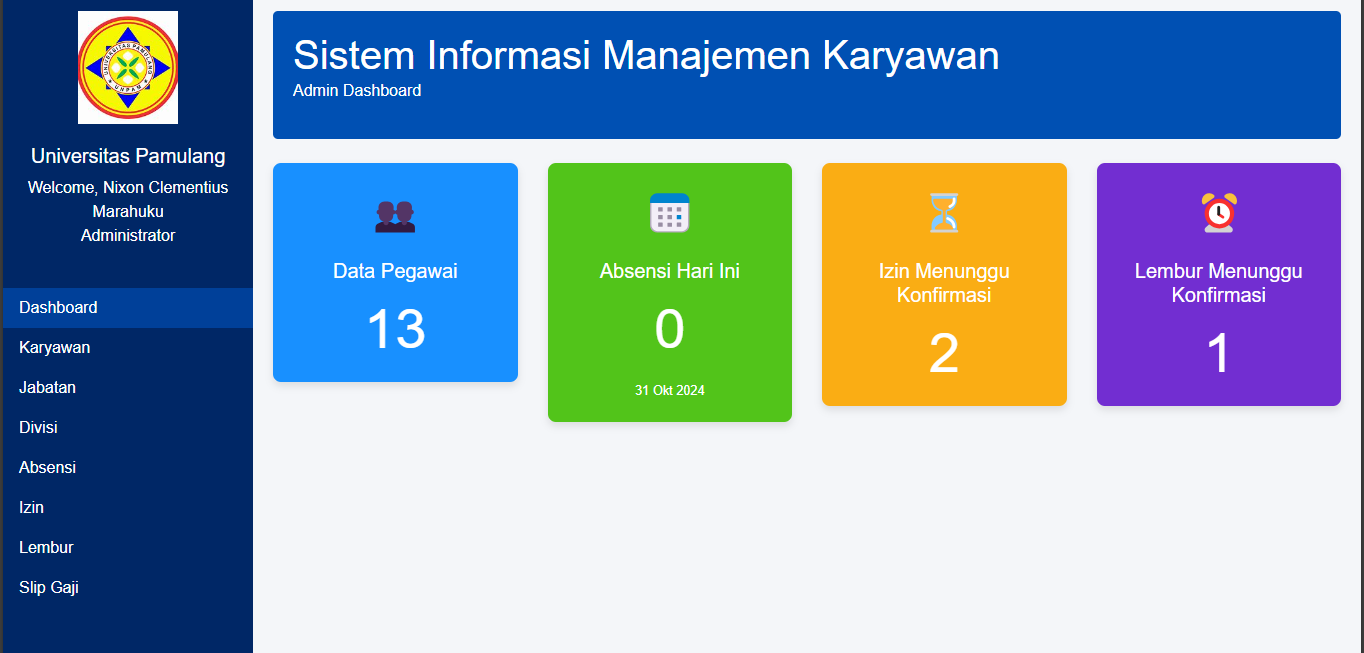 UNIVERSITAS PAMULANG
UNPAM
Universitas Pamulang
Welcome, Nixon Clementius
Marahuku
Administrator
Dashboard
Karyawan
Jabatan
Divisi
Absensi
Izin
Lembur
Slip Gaji
Sistem Informasi Manajemen Karyawan
Admin Dashboard
Data Pegawai
13
Absensi Hari Ini
0
31 Okt 2024
Izin Menunggu
Konfirmasi
2
Lembur Menunggu
Konfirmasi
1